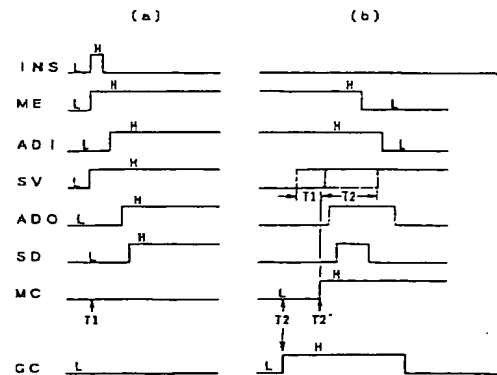 (a) (b)
INS L H
ME L H H L
ADI L H H L
SV L H T1 T2
ADO L H
SD L H
MC L H
T1 T2 T2'
GC L L H